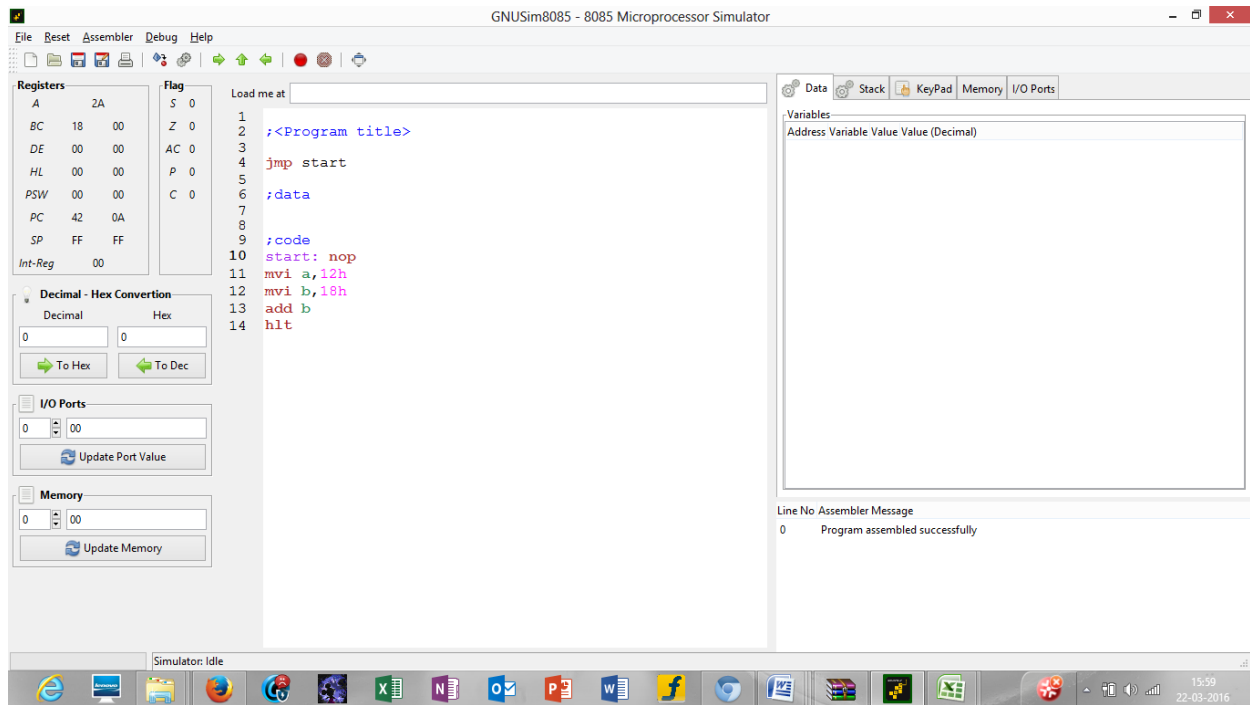 GNUSim8085 - 8085 Microprocessor Simulator
File Reset Assembler Debug Help
Registers
A 2A
BC 18 00
DE 00 00
HL 00 00
PSW 00 00
PC 42 0A
SP FF FF
Int-Reg 00
Flag
S 0
Z 0
AC 0
P 0
C 0
Decimal - Hex Convertion
Decimal Hex
0 0
To Hex To Dec
I/O Ports
0 00
Update Port Value
Memory
0 00
Update Memory
Load me at
1
2 ;<Program title>
3
4 jmp start
5
6 ;data
7
8
9 ;code
10 start: nop
11 mvi a,12h
12 mvi b,18h
13 add b
14 hlt
Data Stack KeyPad Memory I/O Ports
Variables
Address Variable Value Value (Decimal)
Line No Assembler Message
0 Program assembled successfully
Simulator: Idle
15:59
22-03-2016